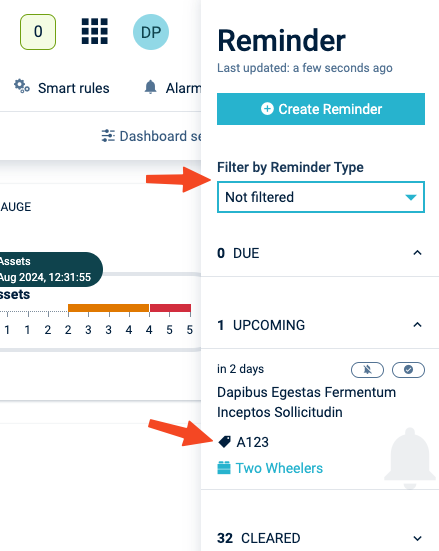 0
DP
Smart rules
Alarm
Dashboard se
AUGE
Assets
Aug 2024, 12:31:55
ssets
1 1 2 2 3 3 4 4 5 5
Reminder
Last updated: a few seconds ago
Create Reminder
Filter by Reminder Type
Not filtered
0 DUE
1 UPCOMING
in 2 days
Dapibus Egestas Fermentum
Inceptos Sollicitudin
A123
Two Wheelers
32 CLEARED